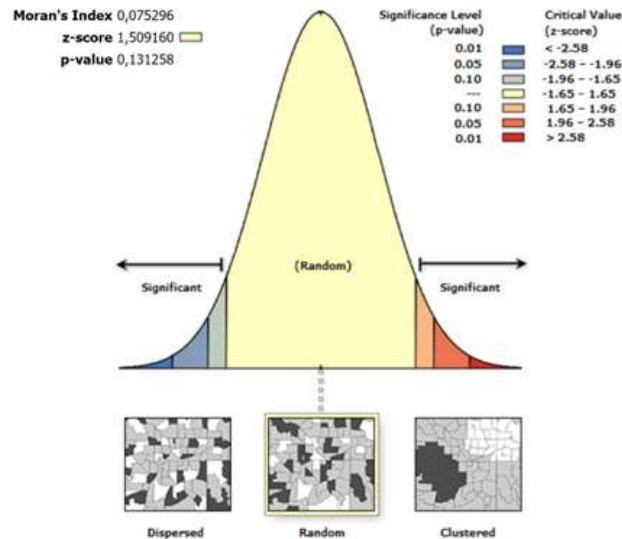 Moran's Index 0,075296
z-score 1,509160
p-value 0,131258
Significance Level
(p-value)
Critical Value
(z-score)
0.01 < -2.58
0.05 -2.58 – -1.96
0.10 -1.96 – -1.65
--- -1.65 – 1.65
0.10 1.65 – 1.96
0.05 1.96 – 2.58
0.01 > 2.58
(Random)
Significant
Significant
Dispersed
Random
Clustered